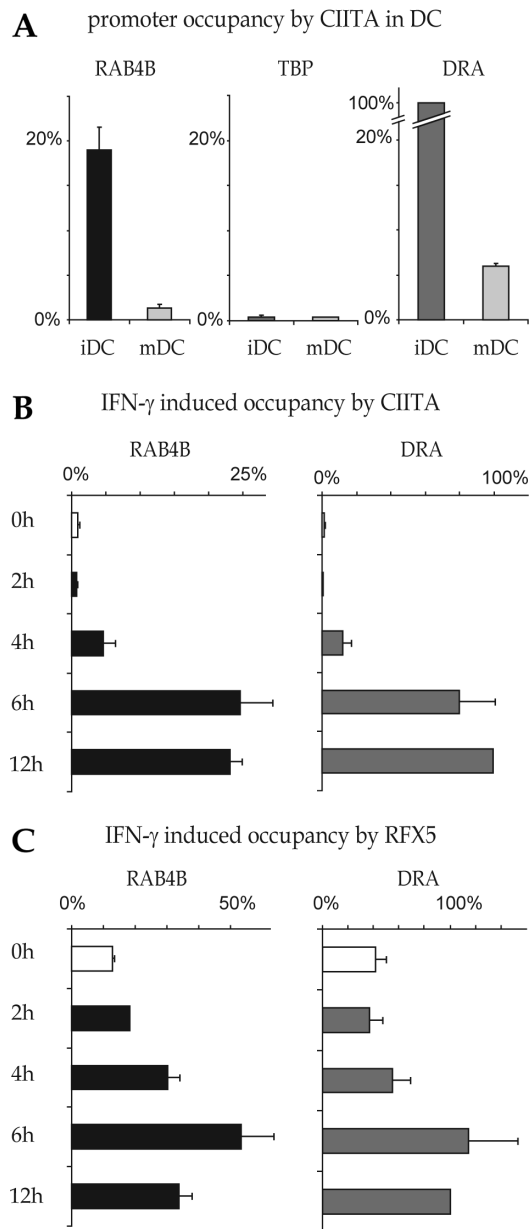 A promoter occupancy by CIITA in DC
RAB4B TBP DRA
100%
20% 20% 20%
0% 0% 0%
iDC mDC iDC mDC iDC mDC
B IFN-γ induced occupancy by CIITA
RAB4B DRA
0% 25% 0% 100%
0h
2h
4h
6h
12h
C IFN-γ induced occupancy by RFX5
RAB4B DRA
0% 50% 0% 100%
0h
2h
4h
6h
12h